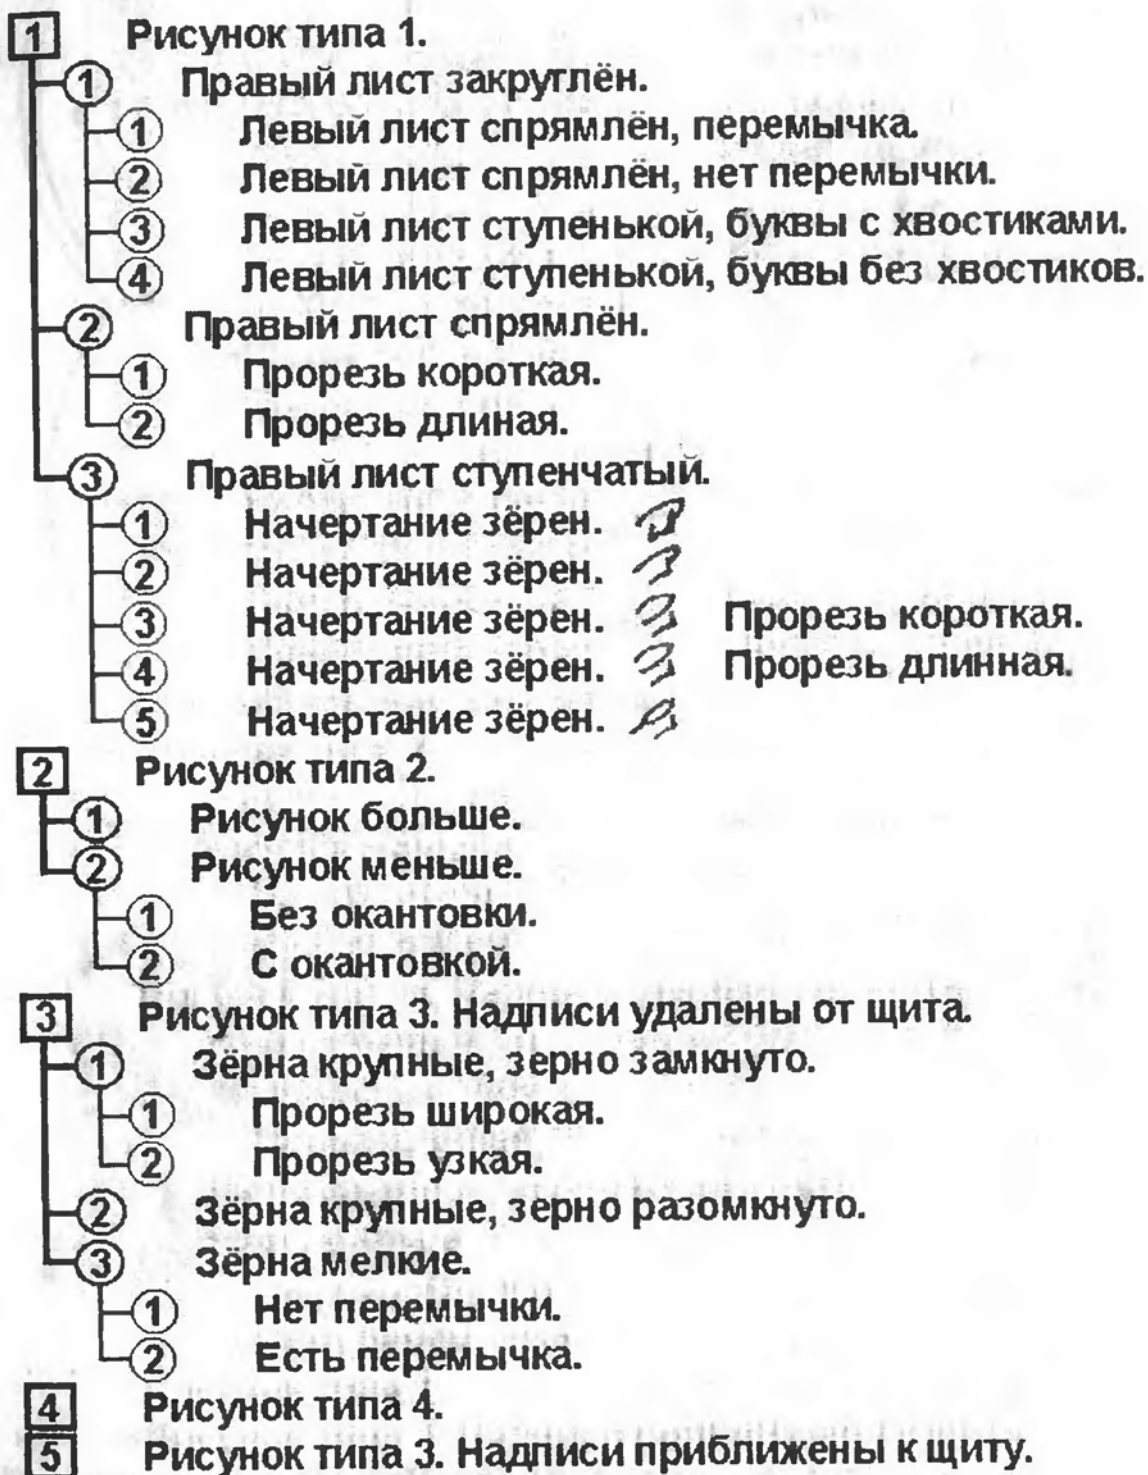 1 Рисунок типа 1.
1 Правый лист закруглён.
1 Левый лист спрямлён, перемычка.
2 Левый лист спрямлён, нет перемычки.
3 Левый лист ступенькой, буквы с хвостиками.
4 Левый лист ступенькой, буквы без хвостиков.
2 Правый лист спрямлён.
1 Прорезь короткая.
2 Прорезь длиная.
3 Правый лист ступенчатый.
1 Начертание зёрен.
2 Начертание зёрен.
3 Начертание зёрен. Прорезь короткая.
4 Начертание зёрен. Прорезь длинная.
5 Начертание зёрен.
2 Рисунок типа 2.
1 Рисунок больше.
2 Рисунок меньше.
1 Без окантовки.
2 С окантовкой.
3 Рисунок типа 3. Надписи удалены от щита.
1 Зёрна крупные, зерно замкнуто.
1 Прорезь широкая.
2 Прорезь узкая.
2 Зёрна крупные, зерно разомкнуто.
3 Зёрна мелкие.
1 Нет перемычки.
2 Есть перемычка.
4 Рисунок типа 4.
5 Рисунок типа 3. Надписи приближены к щиту.